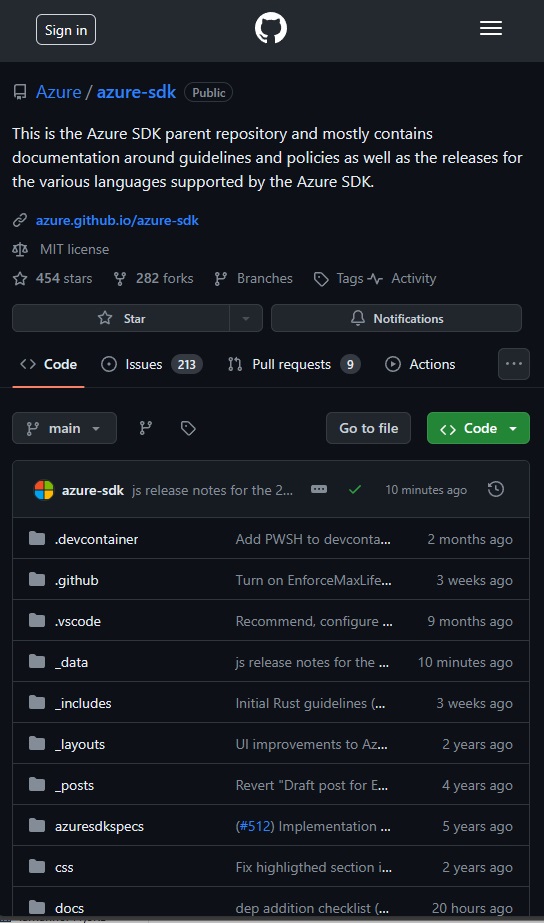 Sign in
Azure / azure-sdk Public
This is the Azure SDK parent repository and mostly contains
documentation around guidelines and policies as well as the releases for
the various languages supported by the Azure SDK.
azure.github.io/azure-sdk
MIT license
454 stars 282 forks Branches Tags Activity
Star Notifications
Code Issues 213 Pull requests 9 Actions ...
main Go to file Code
azure-sdk js release notes for the 2... 10 minutes ago
.devcontainer Add PWSH to devconta... 2 months ago
.github Turn on EnforceMaxLife... 3 weeks ago
.vscode Recommend, configure ... 9 months ago
_data js release notes for the ... 10 minutes ago
_includes Initial Rust guidelines (... 3 weeks ago
_layouts UI improvements to Az... 2 years ago
_posts Revert "Draft post for E... 4 years ago
azuresdkspecs (#512) Implementation ... 5 years ago
css Fix highligthed section i... 2 years ago
docs dep addition checklist (... 20 hours ago